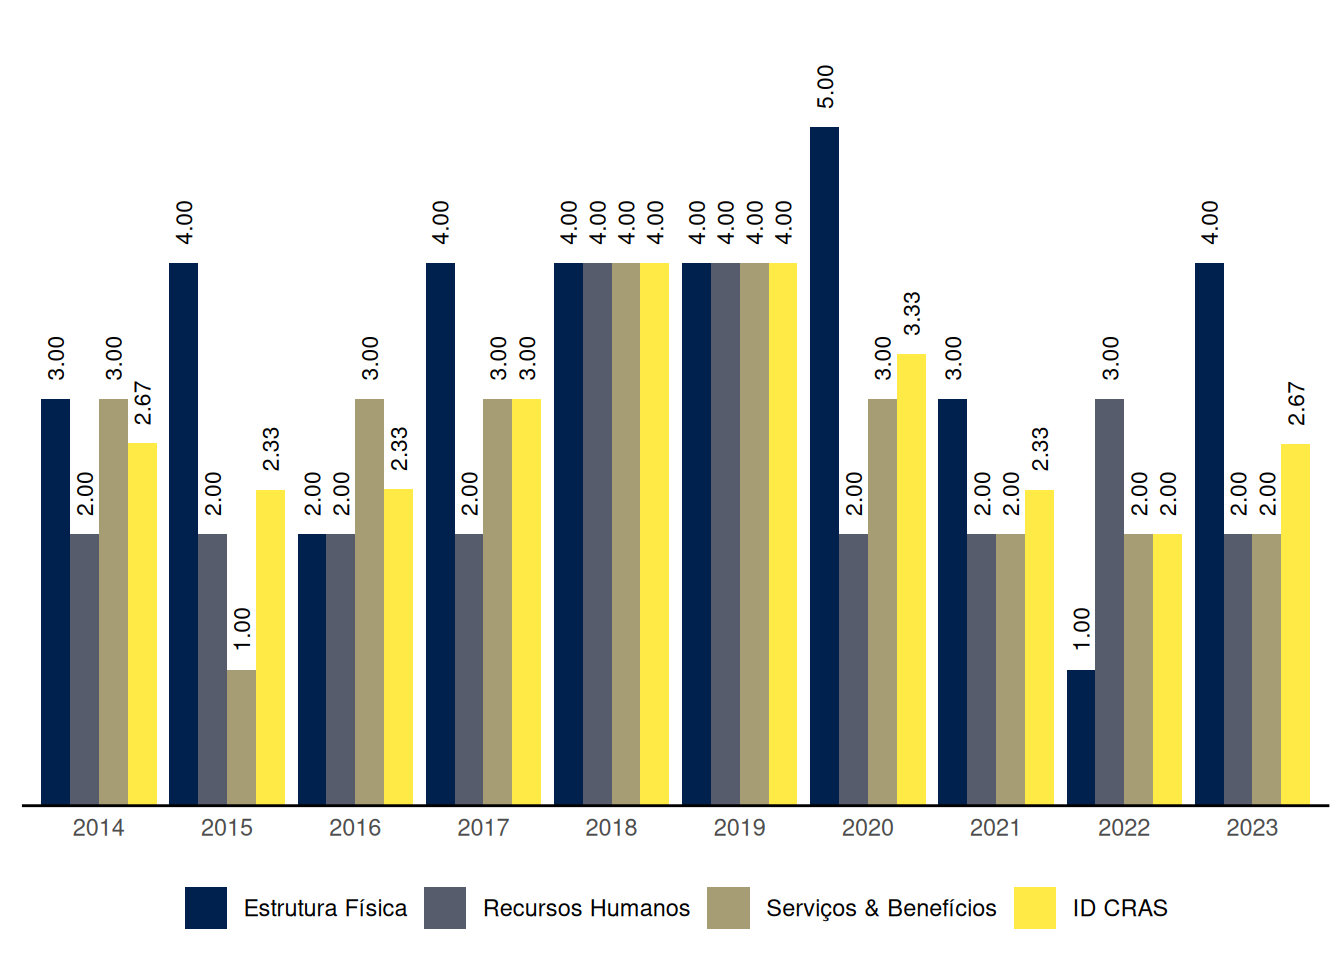 3.00 2.00 3.00 2.67 4.00 2.00 1.00 2.33 2.00 2.00 3.00 2.33 4.00 2.00 3.00 3.00 4.00 4.00 4.00 4.00 4.00 4.00 4.00 4.00 5.00 2.00 3.00 3.33 3.00 2.00 2.00 2.33 1.00 3.00 2.00 2.00 4.00 2.00 2.00 2.67
2014 2015 2016 2017 2018 2019 2020 2021 2022 2023
Estrutura Física Recursos Humanos Serviços & Benefícios ID CRAS